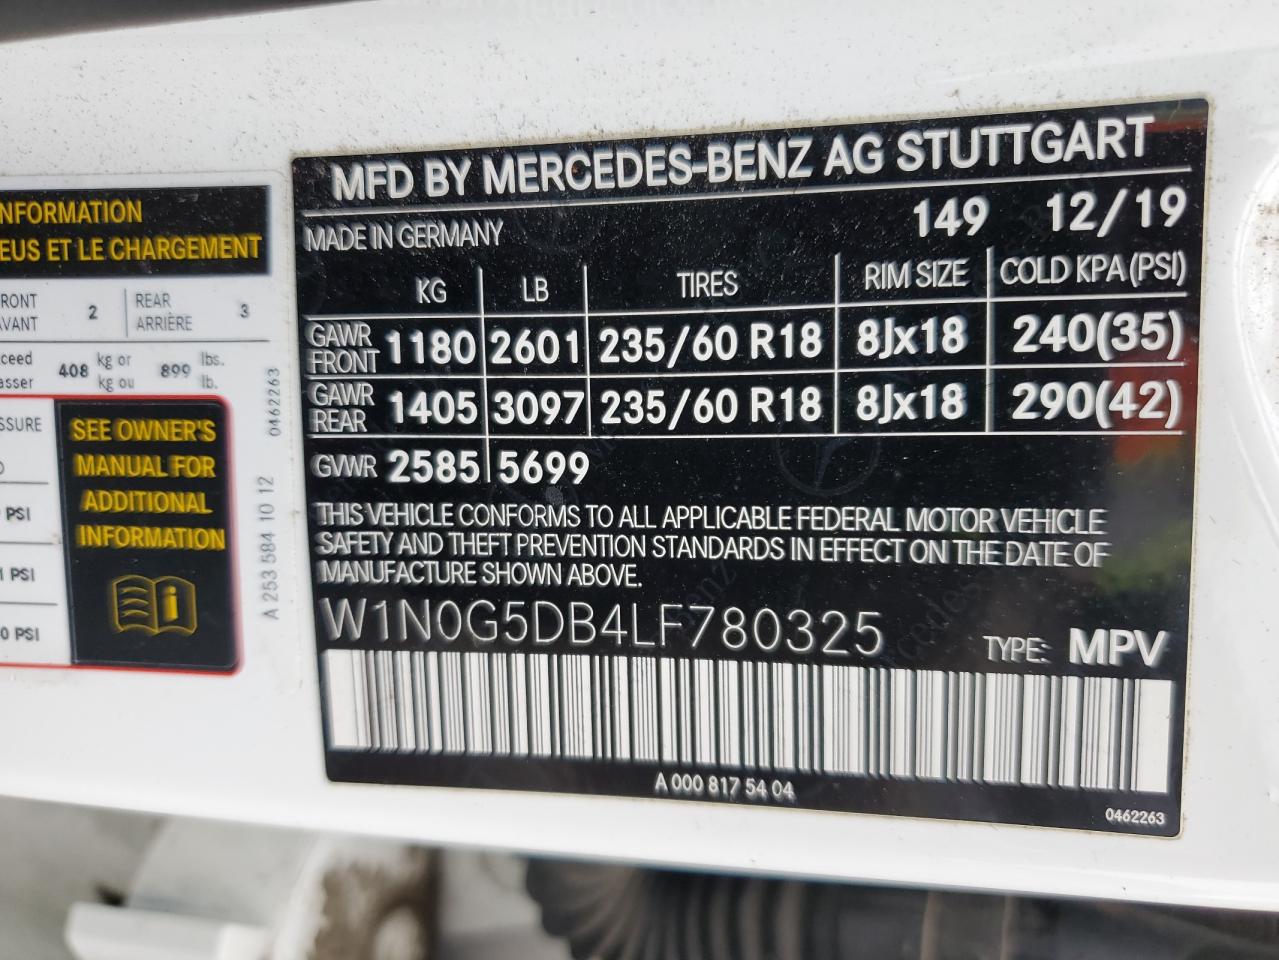 NFORMATION
EUS ET LE CHARGEMENT
RONT
AVANT
2
REAR
ARRIÈRE
3
xceed
asser
408
kg or
kg ou
899
lbs.
lb.
SSURE
PSI
1 PSI
0 PSI
SEE OWNER'S
MANUAL FOR
ADDITIONAL
INFORMATION
0462263
A 253 584 10 12
MFD BY MERCEDES-BENZ AG STUTTGART
MADE IN GERMANY 149 12/19
KG LB TIRES RIM SIZE COLD KPA (PSI)
GAWR FRONT 1180 2601 235/60 R18 8Jx18 240(35)
GAWR REAR 1405 3097 235/60 R18 8Jx18 290(42)
GVWR 2585 5699
THIS VEHICLE CONFORMS TO ALL APPLICABLE FEDERAL MOTOR VEHICLE
SAFETY AND THEFT PREVENTION STANDARDS IN EFFECT ON THE DATE OF
MANUFACTURE SHOWN ABOVE.
W1N0G5DB4LF780325 TYPE: MPV
A 000 817 54 04
0462263